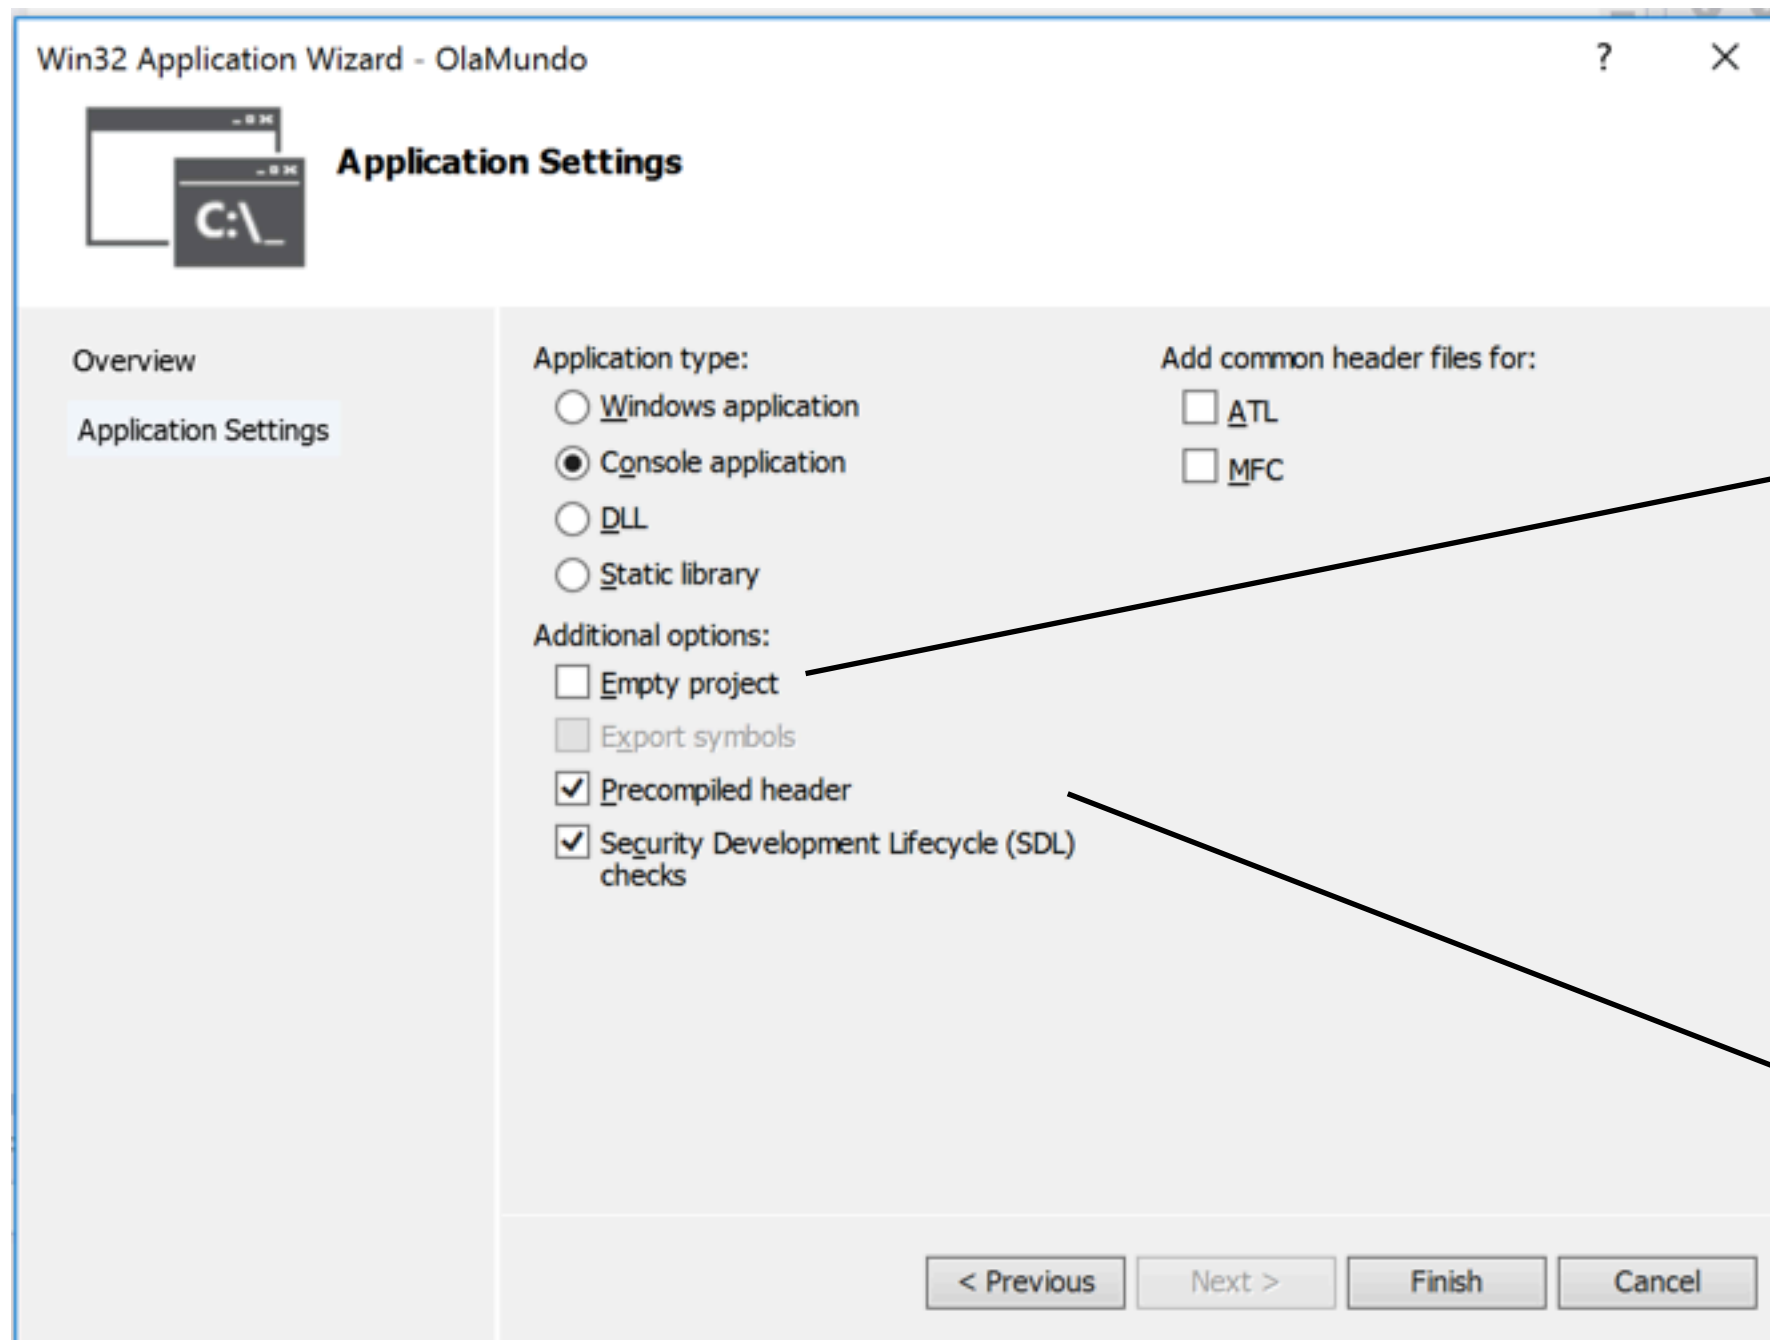 Win32 Application Wizard - OlaMundo
?
C:\_
Application Settings
Overview
Application Settings
Application type:
Windows application
Console application
DLL
Static library
Additional options:
Empty project
Export symbols
Precompiled header
Security Development Lifecycle (SDL)
checks
Add common header files for:
ATL
MFC
< Previous
Next >
Finish
Cancel